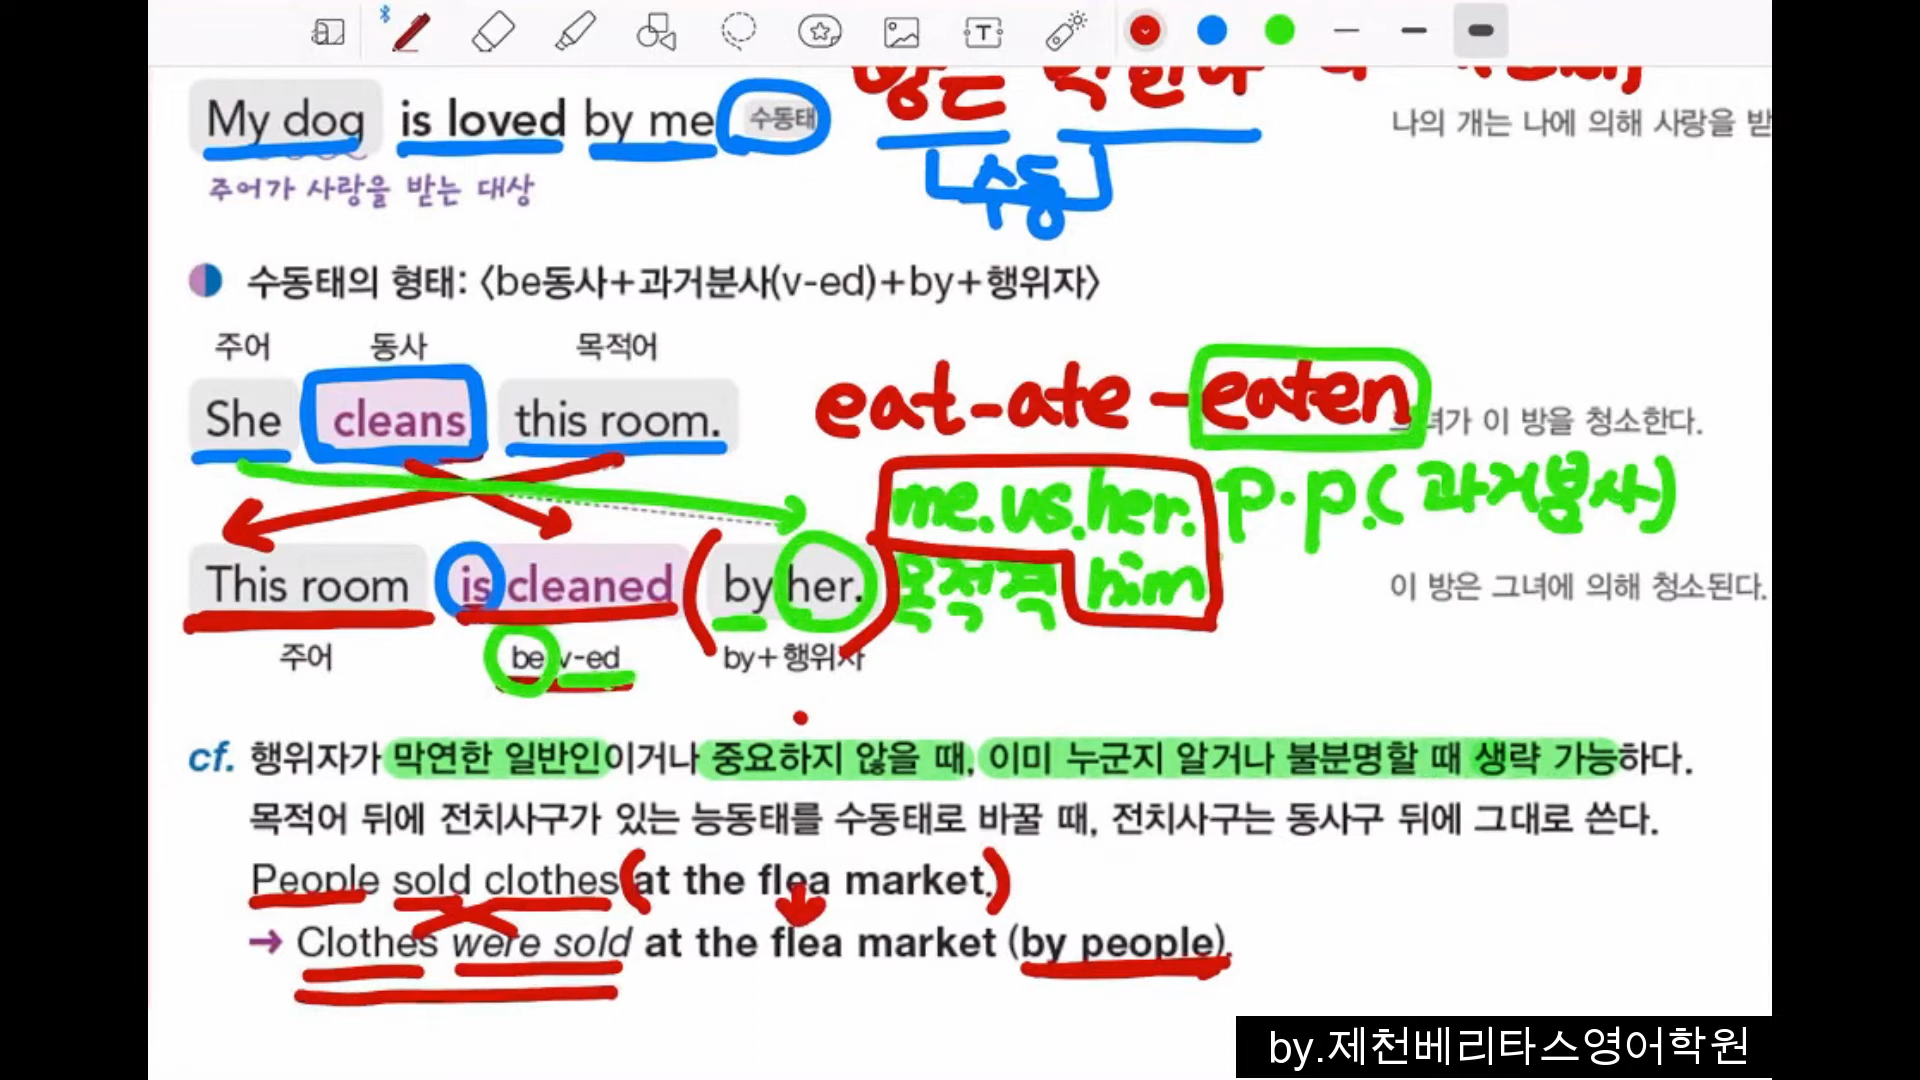 My dog is loved by me 수동태
나의 개는 나에 의해 사랑을 받
주어가 사랑을 받는 대상
수동
수동태의 형태: 〈be동사+과거분사(v-ed)+by+행위자〉
주어 동사 목적어
She cleans this room.
eat-ate-eaten
녀가 이 방을 청소한다.
me.us.her. p.p.(과거분사)
This room is cleaned by her. 목적격 him
이 방은 그녀에 의해 청소된다.
주어 be v-ed by+행위자
cf. 행위자가 막연한 일반인이거나 중요하지 않을 때, 이미 누군지 알거나 불분명할 때 생략 가능하다.
목적어 뒤에 전치사구가 있는 능동태를 수동태로 바꿀 때, 전치사구는 동사구 뒤에 그대로 쓴다.
People sold clothes (at the flea market.)
→ Clothes were sold at the flea market (by people).
by.제천베리타스영어학원